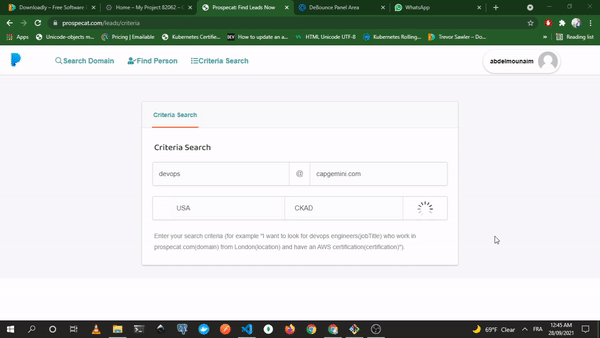 Downloadly – Free Software
Home – My Project 82062 –
Prospecat: Find Leads Now
DeBounce Panel Area
WhatsApp
prospecat.com/leads/criteria
Apps
Unicode-objects m...
Pricing | Emailable
Kubernetes Certifie...
How to update an a...
HTML Unicode UTF-8
Kubernetes Rolling...
Trevor Sawler – Do...
»
Reading list
Search Domain
Find Person
Criteria Search
abdelmounaim
Criteria Search
Criteria Search
devops
@
capgemini.com
USA
CKAD
Enter your search criteria (for example "I want to look for devops engineers(jobTitle) who work in
prospecat.com(domain) from London(location) and have an AWS certification(certification)").
69°F Clear
FRA
12:45 AM
28/09/2021